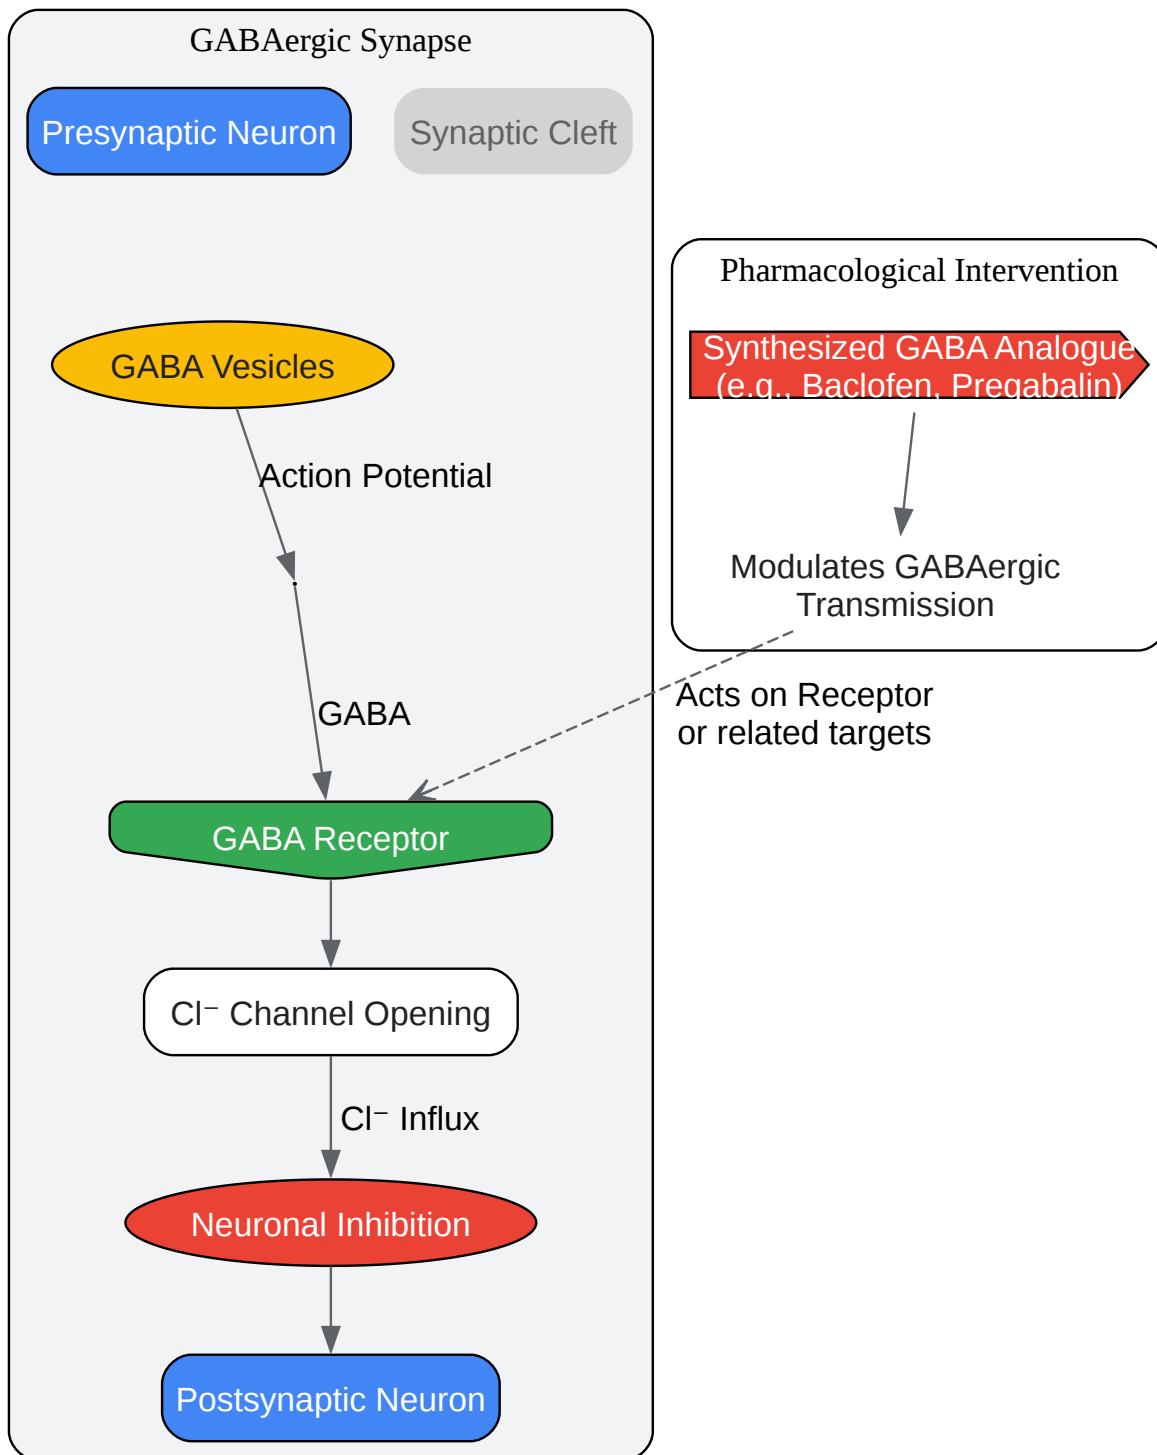 GABAergic Synapse
Presynaptic Neuron
Synaptic Cleft
Pharmacological Intervention
Synthesized GABA Analogue
(e.g., Baclofen, Pregabalin)
GABA Vesicles
Action Potential
Modulates GABAergic
Transmission
Acts on Receptor
or related targets
GABA
GABA Receptor
Cl⁻ Channel Opening
Cl⁻ Influx
Neuronal Inhibition
Postsynaptic Neuron